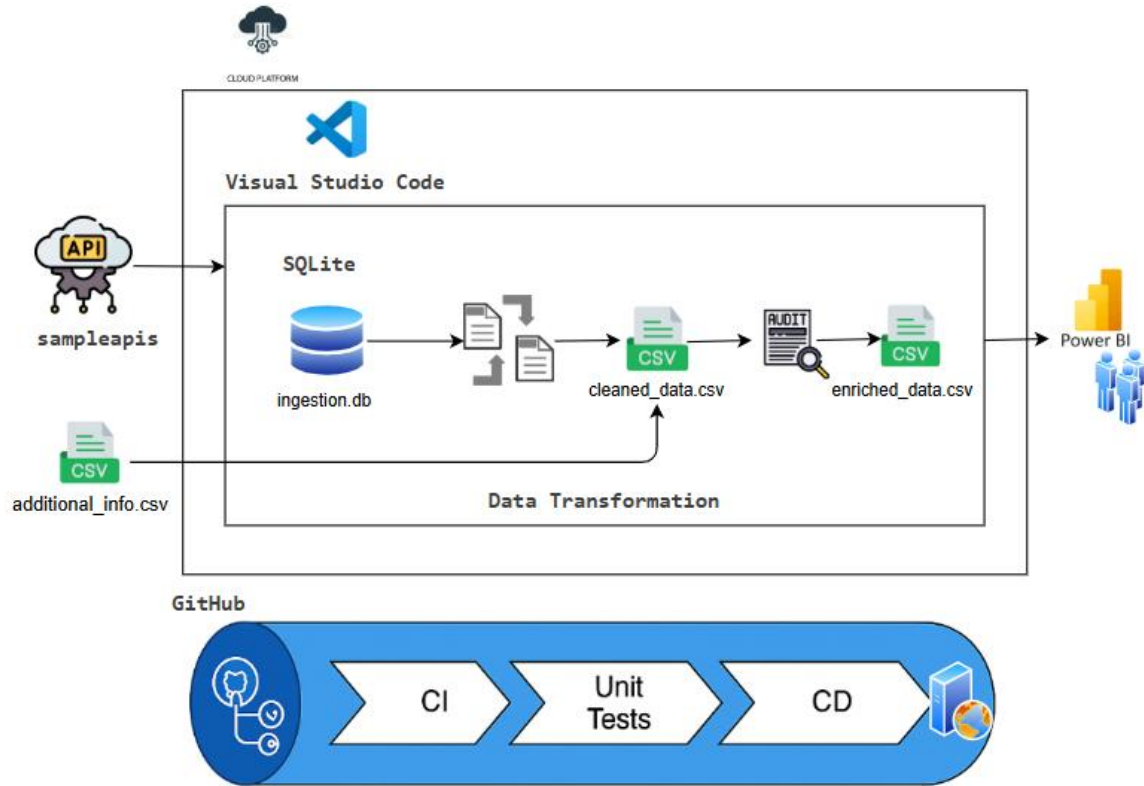 CLOUD PLATFORM
Visual Studio Code
API
sampleapis
SQLite
ingestion.db
CSV
cleaned_data.csv
AUDIT
CSV
enriched_data.csv
Power BI
CSV
additional_info.csv
Data Transformation
GitHub
CI
Unit
Tests
CD